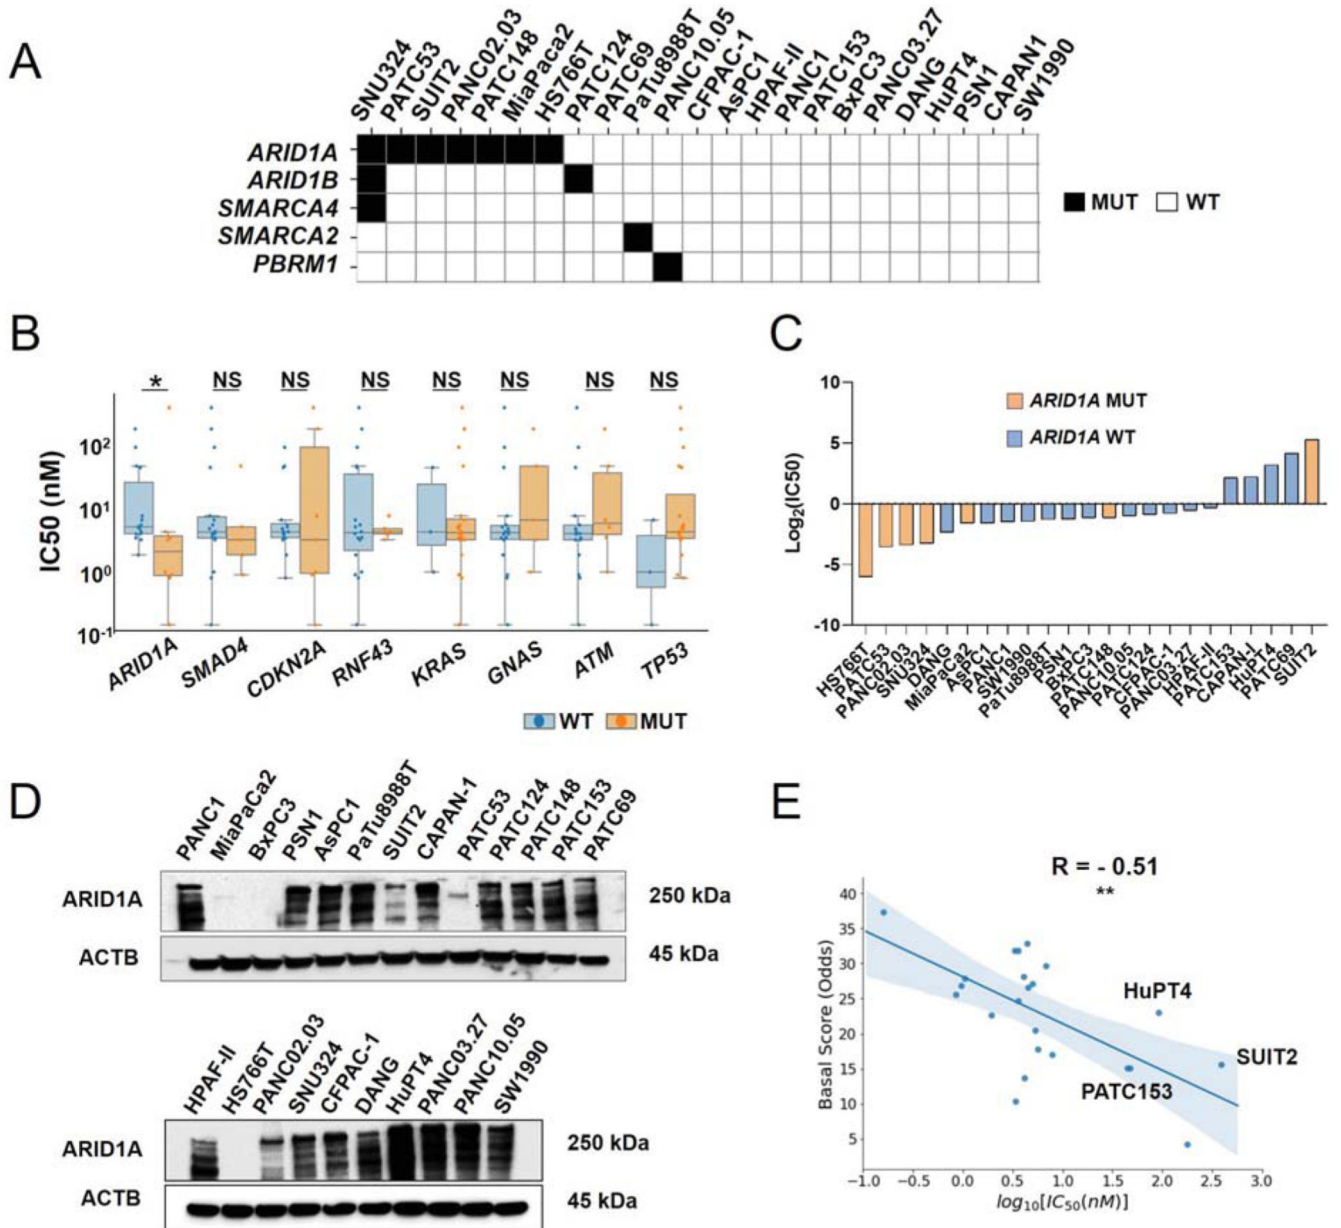 A
SNU324 PATC53 SUIT2 PANC02.03 PATC148 MiaPaca2 HS766T PATC124 PATC69 PaTu8988T PANC10.05 CFPAC-1 AsPC1 HPAF-II PANC1 PATC153 BxPC3 PANC03.27 DANG HuPT4 PSN1 CAPAN1 SW1990
ARID1A
ARID1B
SMARCA4
SMARCA2
PBRM1
MUT WT
B
* NS NS NS NS NS NS NS
IC50 (nM)
10²
10¹
10⁰
10⁻¹
ARID1A SMAD4 CDKN2A RNF43 KRAS GNAS ATM TP53
WT MUT
C
ARID1A MUT
ARID1A WT
Log₂(IC50)
10
5
0
-5
-10
HS766T PATC53 PANC02.03 SNU324 DANG MiaPaca2 AsPC1 PANC1 SW1990 PaTu8988T PSN1 BxPC3 PATC148 PANC10.05 PATC124 CFPAC-1 PANC03.27 HPAF-II PATC153 CAPAN-I HuPT4 PATC69 SUIT2
D
PANC1 MiaPaCa2 BxPC3 PSN1 AsPC1 PaTu8988T SUIT2 CAPAN-1 PATC53 PATC124 PATC148 PATC153 PATC69
ARID1A 250 kDa
ACTB 45 kDa
HPAF-II HS766T PANC02.03 SNU324 CFPAC-1 DANG HuPT4 PANC03.27 PANC10.05 SW1990
ARID1A 250 kDa
ACTB 45 kDa
E
R = - 0.51
**
Basal Score (Odds)
40
35
30
25
20
15
10
5
HuPT4
SUIT2
PATC153
−1.0 −0.5 0.0 0.5 1.0 1.5 2.0 2.5 3.0
log₁₀[IC₅₀(nM)]